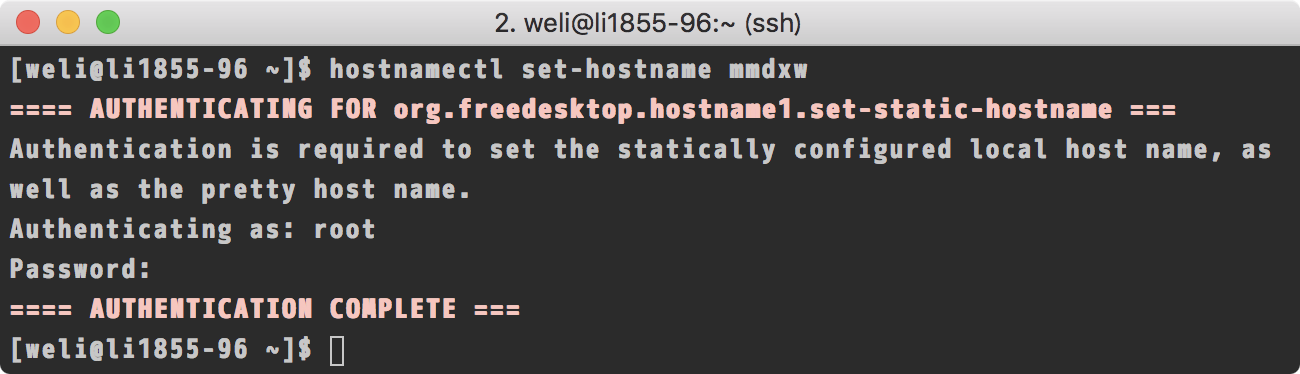 2. weli@li1855-96:~ (ssh)
[weli@li1855-96 ~]$ hostnamectl set-hostname mmdxw
==== AUTHENTICATING FOR org.freedesktop.hostname1.set-static-hostname ===
Authentication is required to set the statically configured local host name, as
well as the pretty host name.
Authenticating as: root
Password:
==== AUTHENTICATION COMPLETE ===
[weli@li1855-96 ~]$